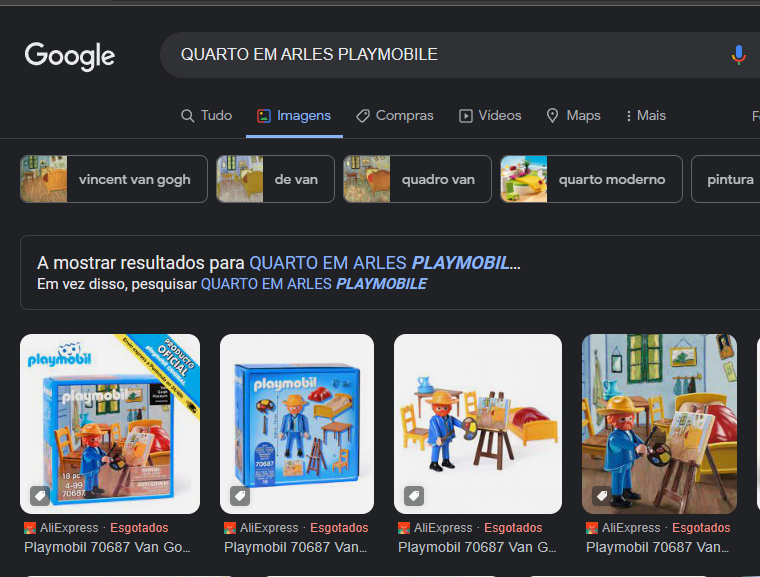 Google
QUARTO EM ARLES PLAYMOBILE
Tudo
Imagens
Compras
Vídeos
Maps
Mais
vincent van gogh
de van
quadro van
quarto moderno
pintura
A mostrar resultados para QUARTO EM ARLES PLAYMOBIL...
Em vez disso, pesquisar QUARTO EM ARLES PLAYMOBILE
playmobil
PRODUCTO
OFICIAL
playmobil
18 pc
4-99
70687
playmobil
70687
AliExpress · Esgotados
Playmobil 70687 Van Go...
AliExpress · Esgotados
Playmobil 70687 Van...
AliExpress · Esgotados
Playmobil 70687 Van G...
AliExpress · Esgotados
Playmobil 70687 Van...